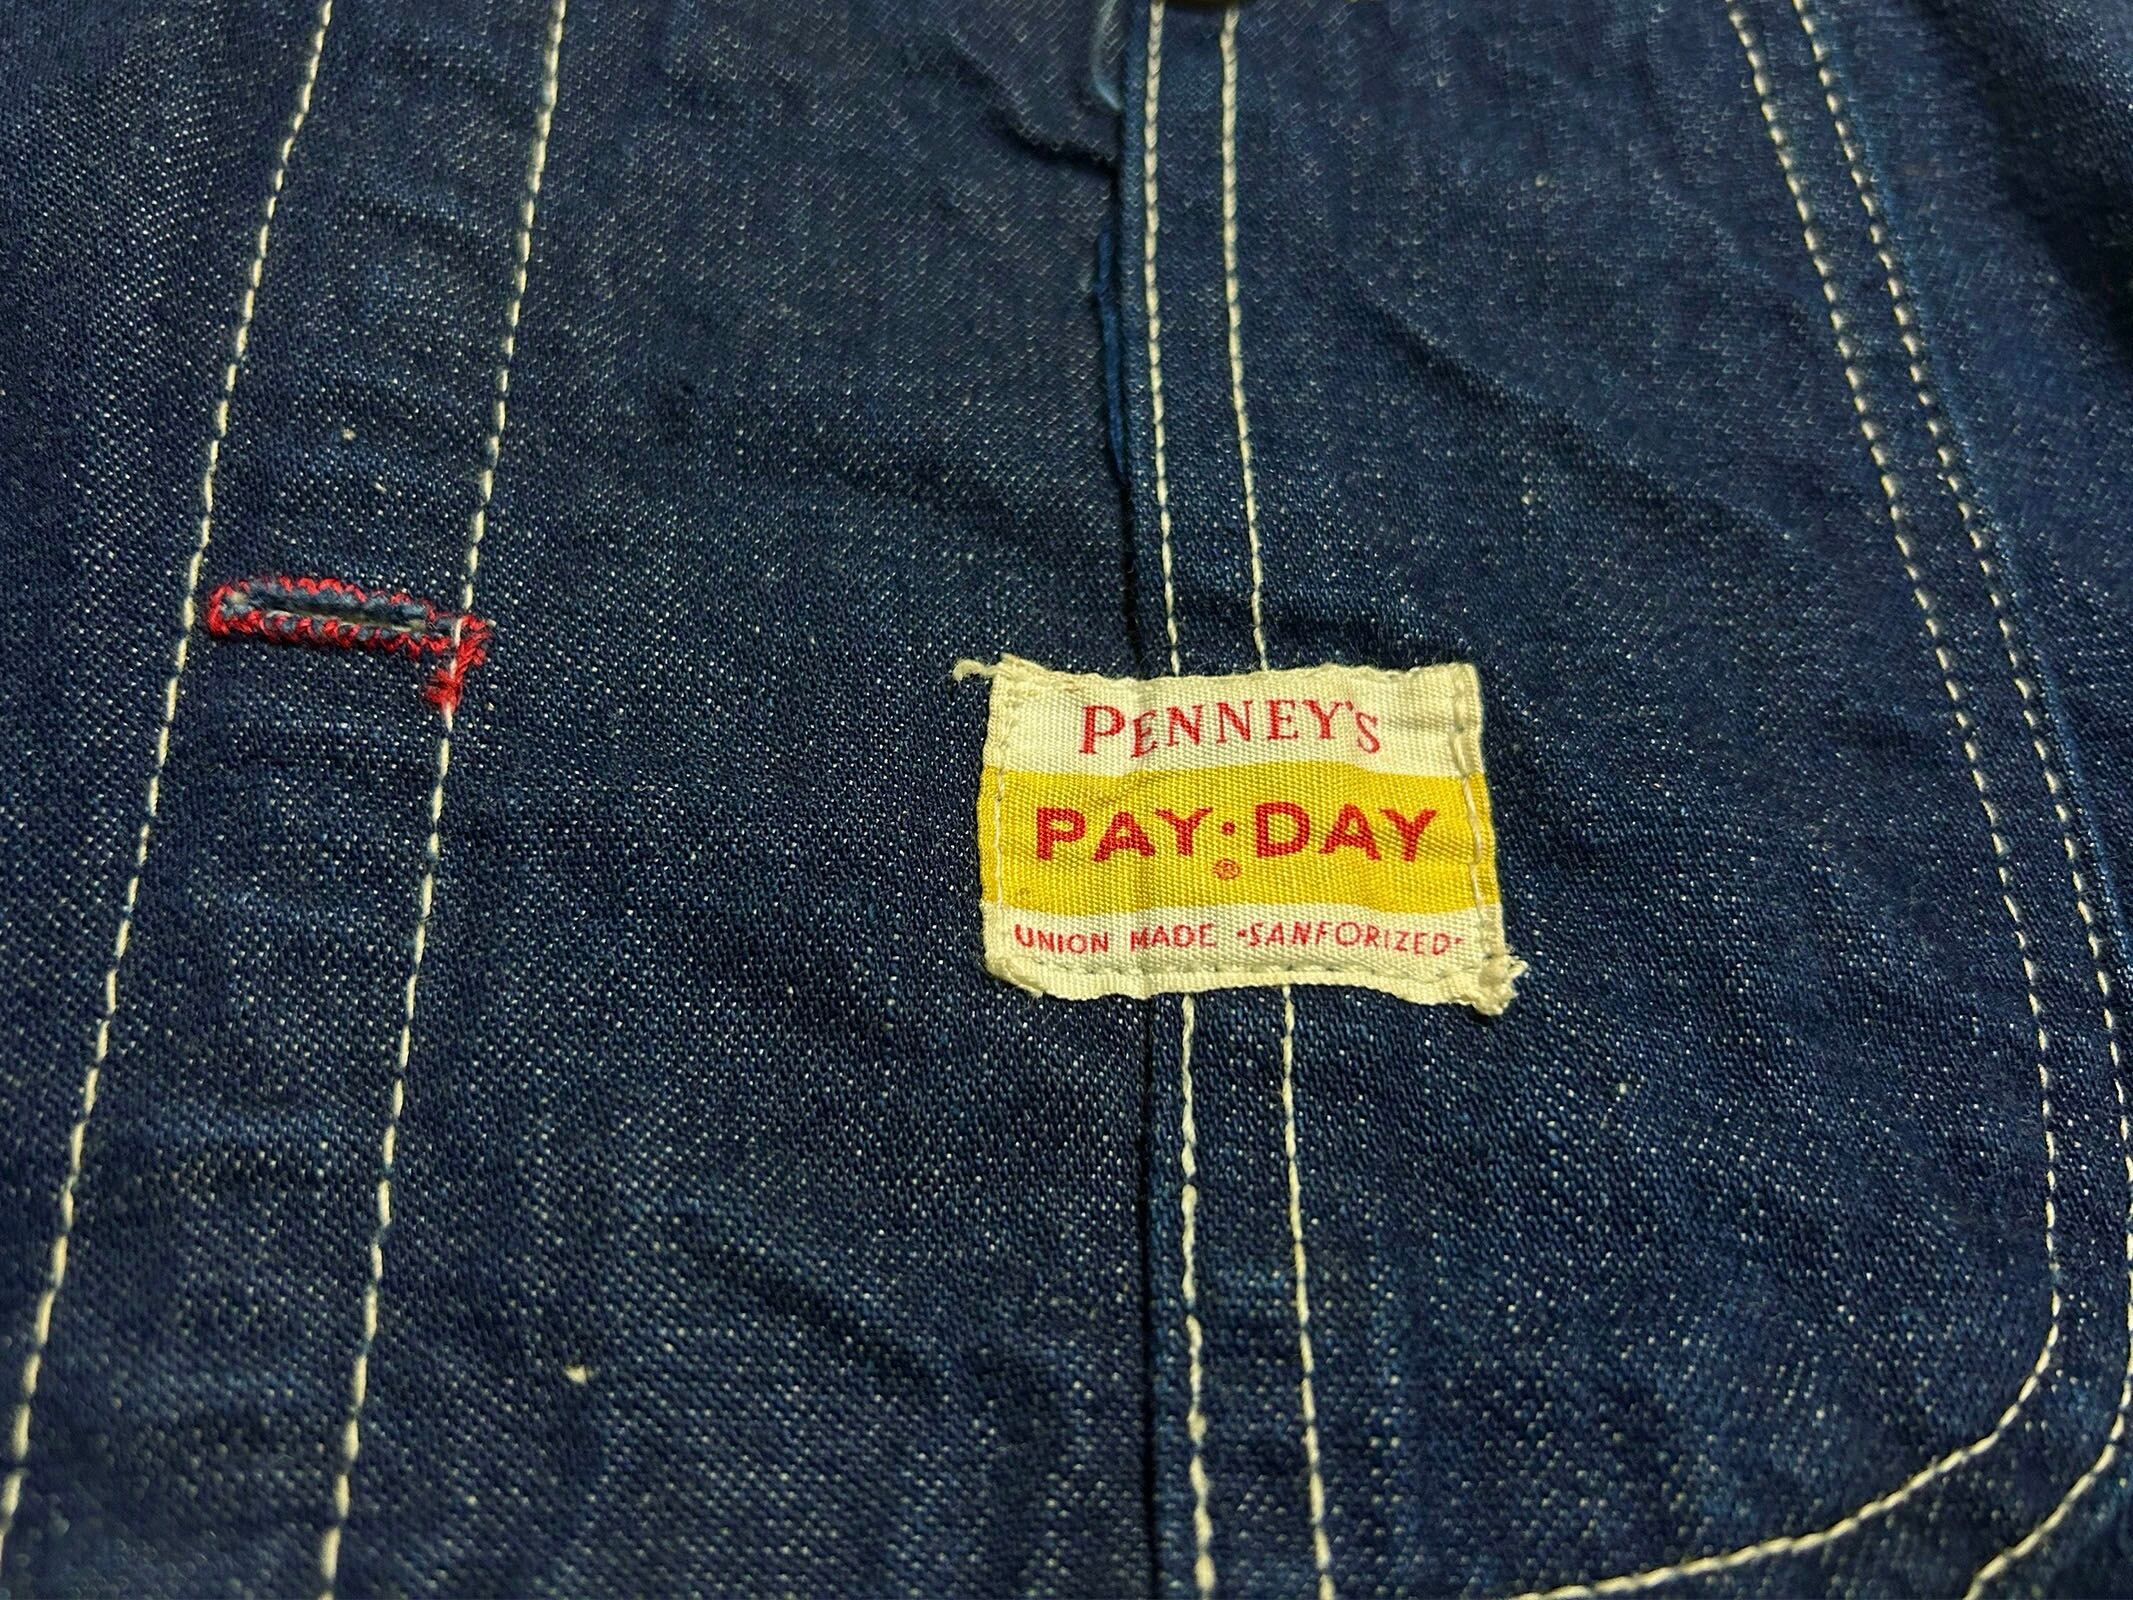 PENNEY'S
PAY·DAY
®
UNION MADE "SANFORIZED"